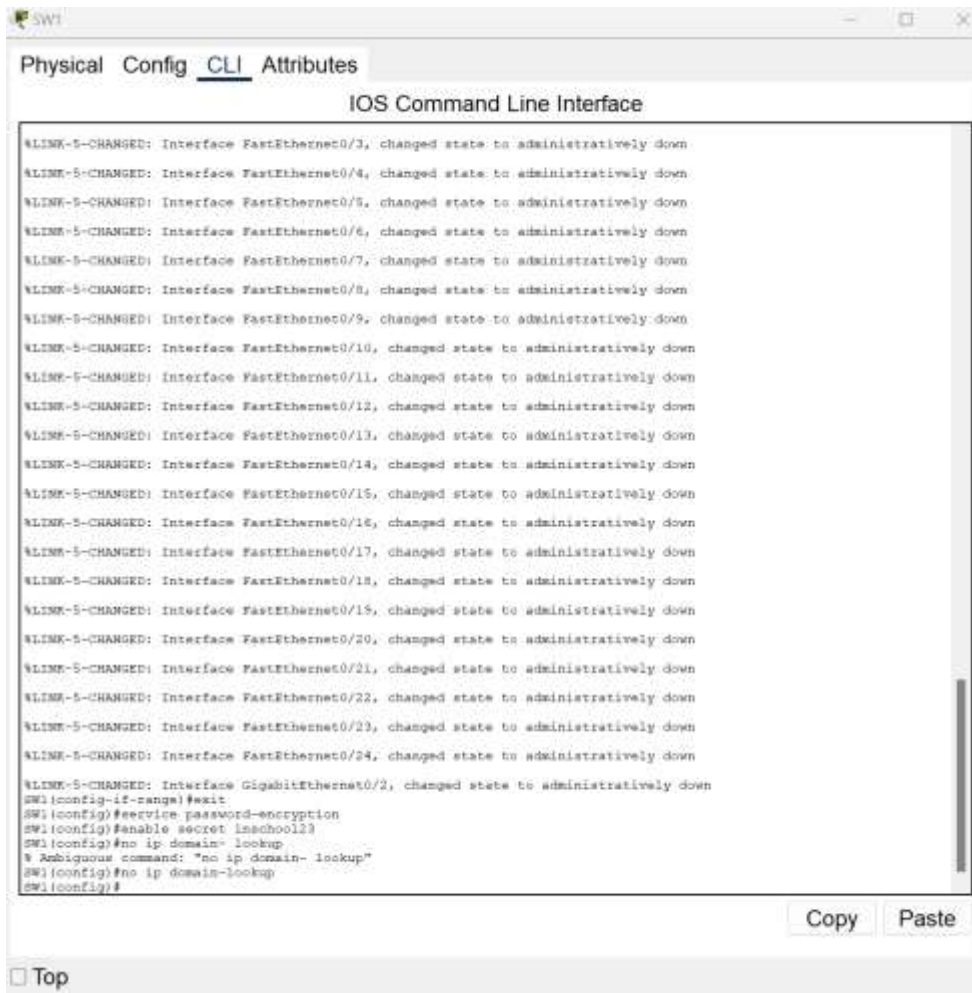 SW1
Physical Config CLI Attributes
IOS Command Line Interface
%LINK-5-CHANGED: Interface FastEthernet0/3, changed state to administratively down
%LINK-5-CHANGED: Interface FastEthernet0/4, changed state to administratively down
%LINK-5-CHANGED: Interface FastEthernet0/5, changed state to administratively down
%LINK-5-CHANGED: Interface FastEthernet0/6, changed state to administratively down
%LINK-5-CHANGED: Interface FastEthernet0/7, changed state to administratively down
%LINK-5-CHANGED: Interface FastEthernet0/8, changed state to administratively down
%LINK-5-CHANGED: Interface FastEthernet0/9, changed state to administratively down
%LINK-5-CHANGED: Interface FastEthernet0/10, changed state to administratively down
%LINK-5-CHANGED: Interface FastEthernet0/11, changed state to administratively down
%LINK-5-CHANGED: Interface FastEthernet0/12, changed state to administratively down
%LINK-5-CHANGED: Interface FastEthernet0/13, changed state to administratively down
%LINK-5-CHANGED: Interface FastEthernet0/14, changed state to administratively down
%LINK-5-CHANGED: Interface FastEthernet0/15, changed state to administratively down
%LINK-5-CHANGED: Interface FastEthernet0/16, changed state to administratively down
%LINK-5-CHANGED: Interface FastEthernet0/17, changed state to administratively down
%LINK-5-CHANGED: Interface FastEthernet0/18, changed state to administratively down
%LINK-5-CHANGED: Interface FastEthernet0/19, changed state to administratively down
%LINK-5-CHANGED: Interface FastEthernet0/20, changed state to administratively down
%LINK-5-CHANGED: Interface FastEthernet0/21, changed state to administratively down
%LINK-5-CHANGED: Interface FastEthernet0/22, changed state to administratively down
%LINK-5-CHANGED: Interface FastEthernet0/23, changed state to administratively down
%LINK-5-CHANGED: Interface FastEthernet0/24, changed state to administratively down
%LINK-5-CHANGED: Interface GigabitEthernet0/2, changed state to administratively down
SW1(config-if-range)#exit
SW1(config)#service password-encryption
SW1(config)#enable secret inschool23
SW1(config)#no ip domain- lookup
% Ambiguous command: "no ip domain- lookup"
SW1(config)#no ip domain-lookup
SW1(config)#
Copy Paste
Top